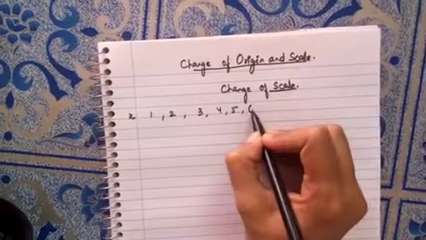 Change of Origin and Scale.
Change of Scale.
x 1 , 2 , 3 , 4 , 5 ,